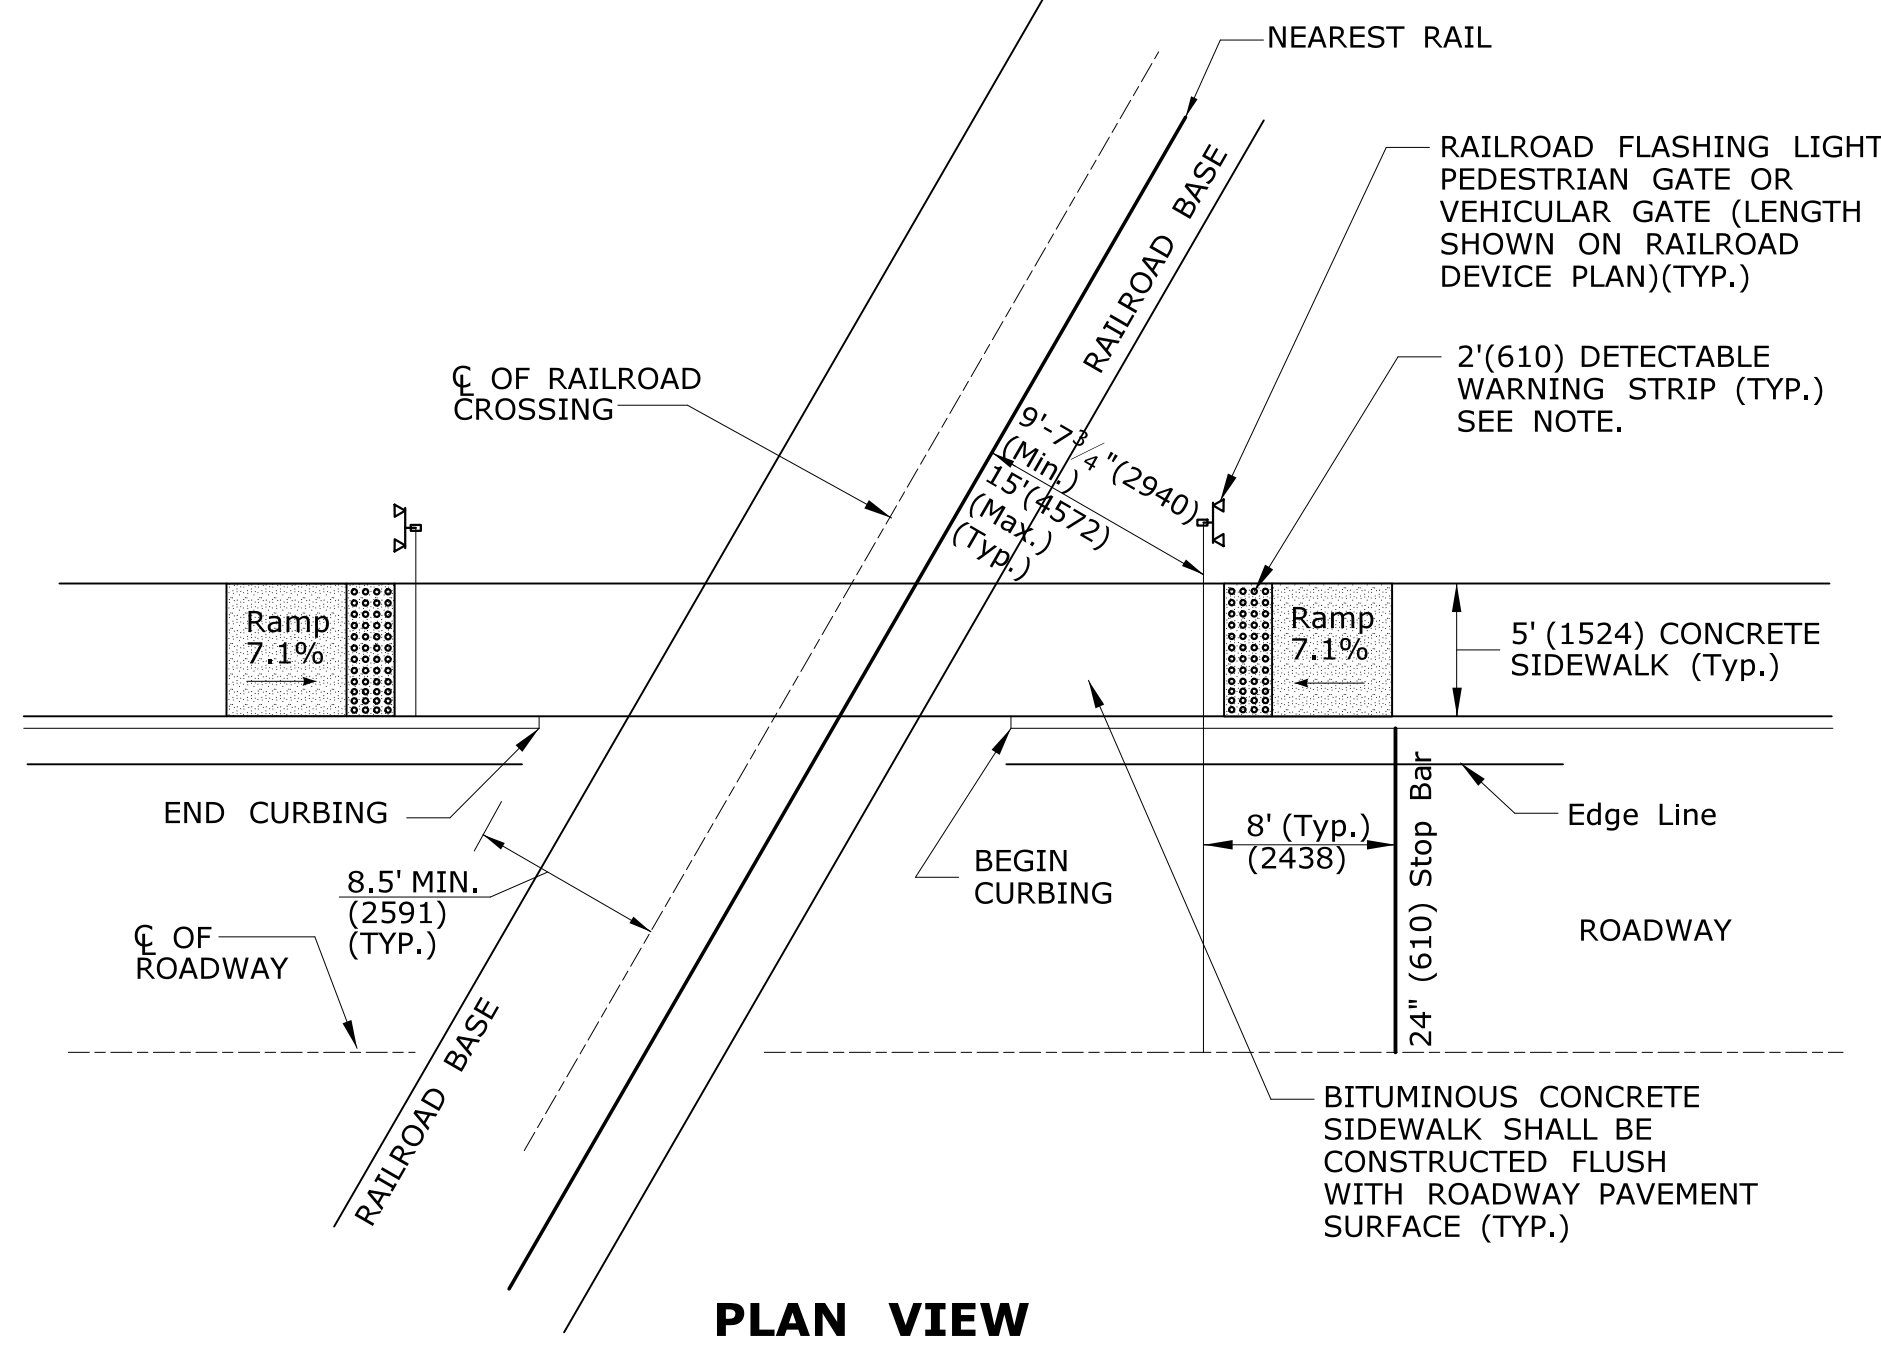 NEAREST RAIL
RAILROAD FLASHING LIGHT
PEDESTRIAN GATE OR
VEHICULAR GATE (LENGTH
SHOWN ON RAILROAD
DEVICE PLAN)(TYP.)
RAILROAD BASE
2'(610) DETECTABLE
WARNING STRIP (TYP.)
SEE NOTE.
℄ OF RAILROAD
CROSSING
9'-7¾"(2940)
(Min.)
15'(4572)
(Max.)
(Typ.)
Ramp
7.1%
Ramp
7.1%
5' (1524) CONCRETE
SIDEWALK (Typ.)
END CURBING
Edge Line
8' (Typ.)
(2438)
24" (610) Stop Bar
BEGIN
CURBING
8.5' MIN.
(2591)
(TYP.)
℄ OF
ROADWAY
ROADWAY
RAILROAD BASE
BITUMINOUS CONCRETE
SIDEWALK SHALL BE
CONSTRUCTED FLUSH
WITH ROADWAY PAVEMENT
SURFACE (TYP.)
PLAN VIEW